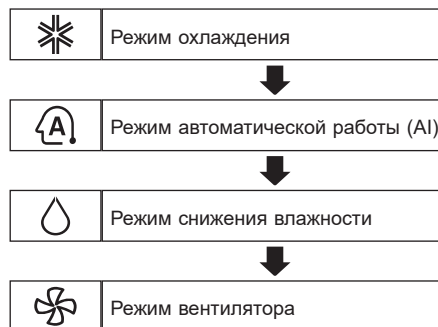 Режим охлаждения
A
Режим автоматической работы (AI)
Режим снижения влажности
Режим вентилятора